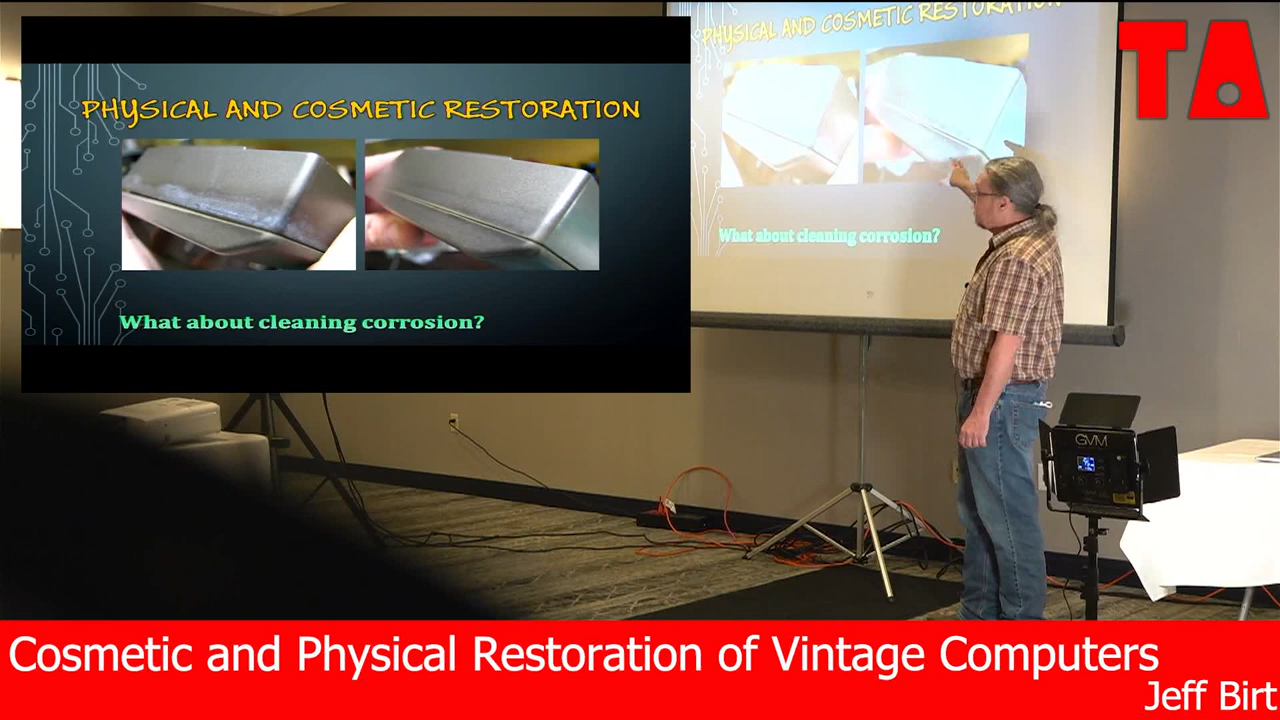 PHYSICAL AND COSMETIC RESTORATION
What about cleaning corrosion?
PHYSICAL AND COSMETIC RESTORATION
What about cleaning corrosion?
TA
GVM
Cosmetic and Physical Restoration of Vintage Computers
Jeff Birt